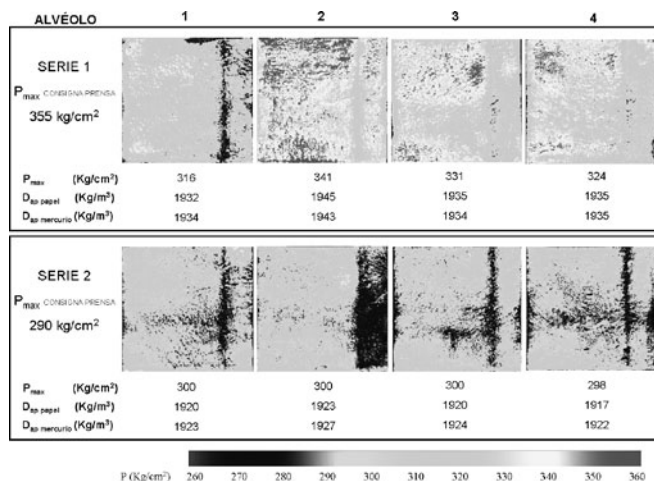 ALVÉOLO 1 2 3 4
SERIE 1
Pmax CONSIGNA PRENSA
355 kg/cm²
Pmax (Kg/cm²) 316 341 331 324
Dap papel (Kg/m³) 1932 1945 1935 1935
Dap mercurio (Kg/m³) 1934 1943 1934 1935
SERIE 2
Pmax CONSIGNA PRENSA
290 kg/cm²
Pmax (Kg/cm²) 300 300 300 298
Dap papel (Kg/m³) 1920 1923 1920 1917
Dap mercurio (Kg/m³) 1923 1927 1924 1922
P (Kg/cm²) 260 270 280 290 300 310 320 330 340 350 360